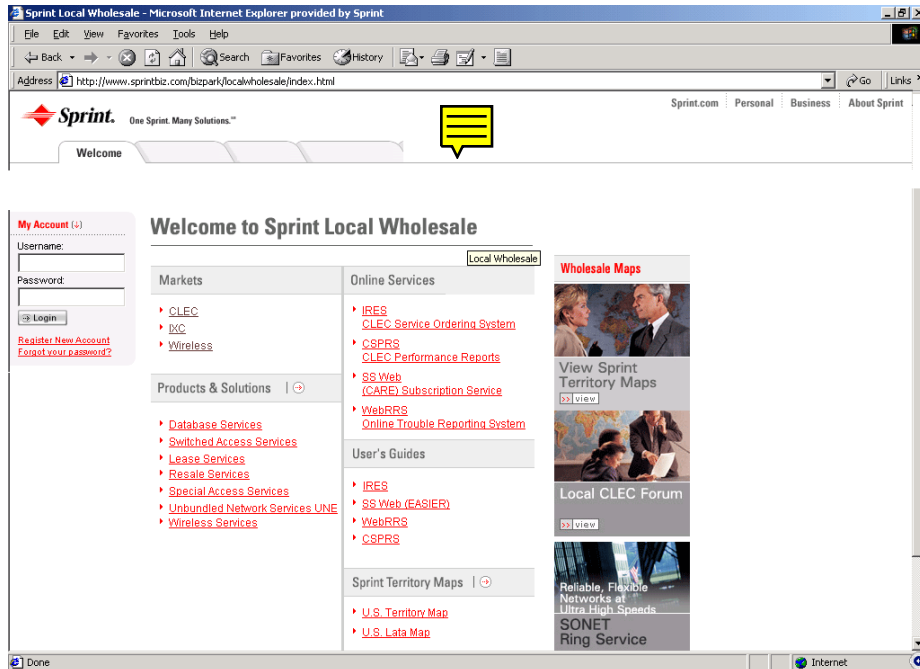 Sprint Local Wholesale - Microsoft Internet Explorer provided by Sprint
File Edit View Favorites Tools Help
Back Search Favorites History
Address http://www.sprintbiz.com/bizpark/localwholesale/index.html Go Links
Sprint.com Personal Business About Sprint
Sprint. One Sprint. Many Solutions.℠
Welcome
My Account (↓)
Username:
Password:
Login
Register New Account
Forgot your password?
Welcome to Sprint Local Wholesale
Local Wholesale
Markets
CLEC
IXC
Wireless
Products & Solutions
Database Services
Switched Access Services
Lease Services
Resale Services
Special Access Services
Unbundled Network Services UNE
Wireless Services
Online Services
IRES
CLEC Service Ordering System
CSPRS
CLEC Performance Reports
SS Web
(CARE) Subscription Service
WebRRS
Online Trouble Reporting System
User's Guides
IRES
SS Web (EASIER)
WebRRS
CSPRS
Sprint Territory Maps
U.S. Territory Map
U.S. Lata Map
Wholesale Maps
View Sprint
Territory Maps
>> view
Local CLEC Forum
>> view
Reliable, Flexible
Networks at
Ultra High Speeds
SONET
Ring Service
Done Internet